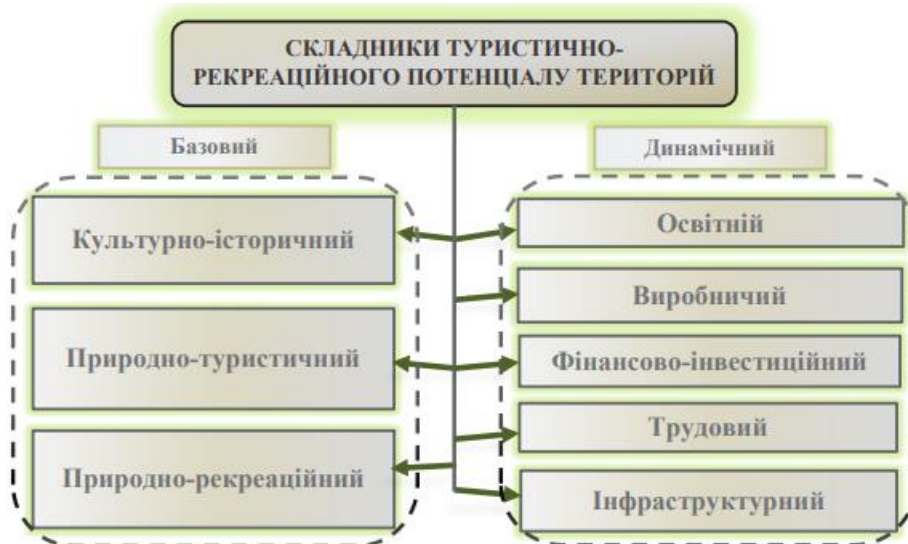 СКЛАДНИКИ ТУРИСТИЧНО-
РЕКРЕАЦІЙНОГО ПОТЕНЦІАЛУ ТЕРИТОРІЙ
Базовий
Культурно-історичний
Природно-туристичний
Природно-рекреаційний
Динамічний
Освітній
Виробничий
Фінансово-інвестиційний
Трудовий
Інфраструктурний